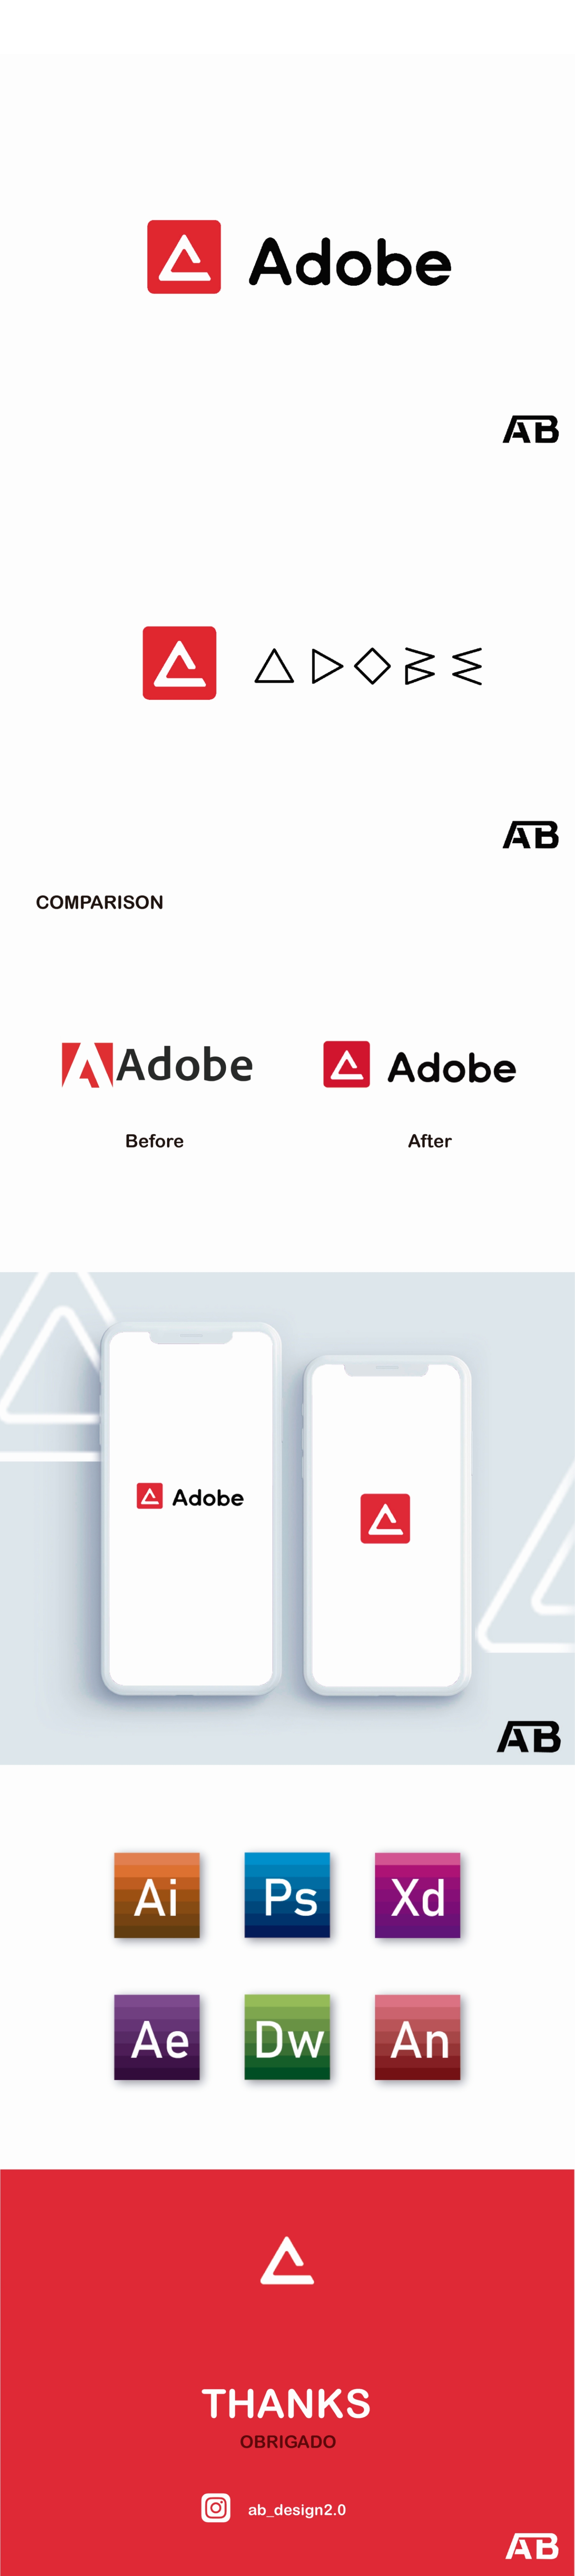 Adobe
AB
AB
COMPARISON
Adobe
Adobe
Before
After
Adobe
AB
Ai
Ps
Xd
Ae
Dw
An
THANKS
OBRIGADO
ab_design2.0
AB